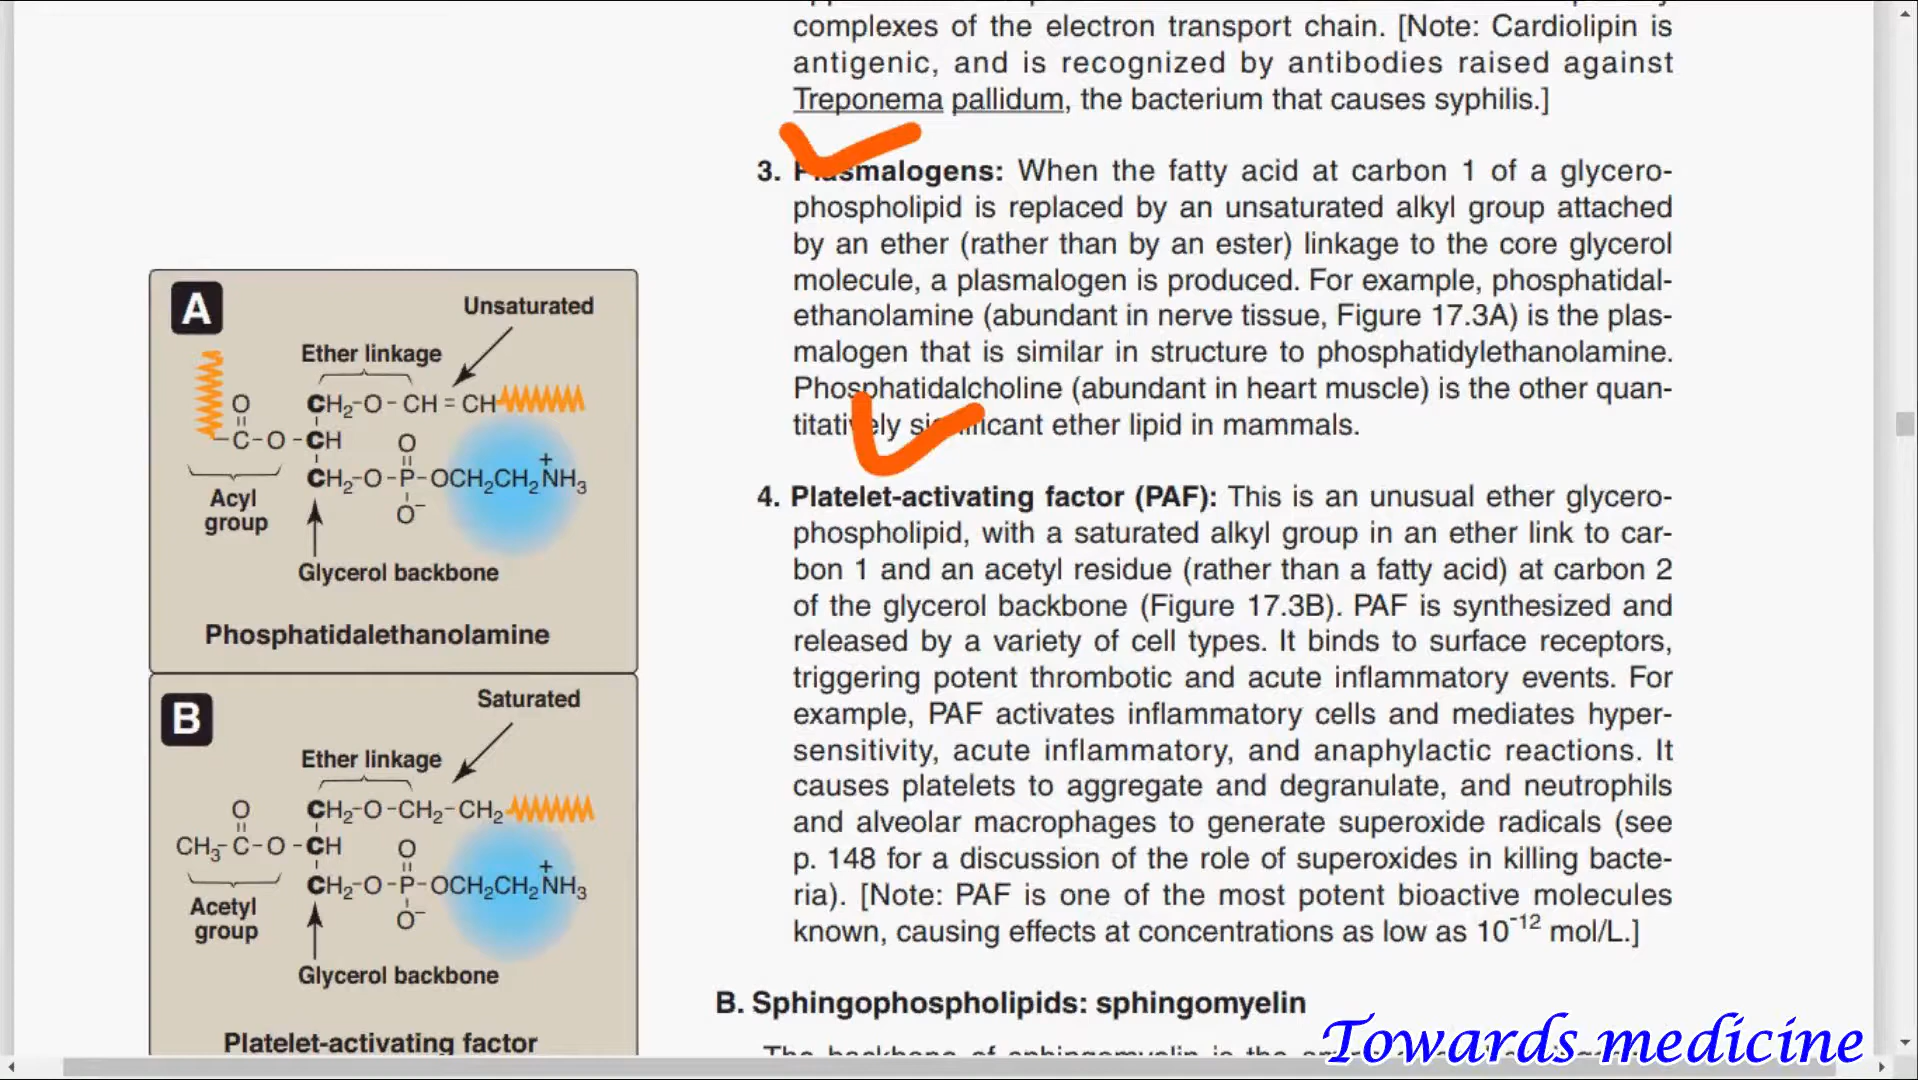 complexes of the electron transport chain. [Note: Cardiolipin is
antigenic, and is recognized by antibodies raised against
Treponema pallidum, the bacterium that causes syphilis.]
3. Plasmalogens: When the fatty acid at carbon 1 of a glycero-
phospholipid is replaced by an unsaturated alkyl group attached
by an ether (rather than by an ester) linkage to the core glycerol
molecule, a plasmalogen is produced. For example, phosphatidal-
ethanolamine (abundant in nerve tissue, Figure 17.3A) is the plas-
malogen that is similar in structure to phosphatidylethanolamine.
Phosphatidalcholine (abundant in heart muscle) is the other quan-
titatively significant ether lipid in mammals.
4. Platelet-activating factor (PAF): This is an unusual ether glycero-
phospholipid, with a saturated alkyl group in an ether link to car-
bon 1 and an acetyl residue (rather than a fatty acid) at carbon 2
of the glycerol backbone (Figure 17.3B). PAF is synthesized and
released by a variety of cell types. It binds to surface receptors,
triggering potent thrombotic and acute inflammatory events. For
example, PAF activates inflammatory cells and mediates hyper-
sensitivity, acute inflammatory, and anaphylactic reactions. It
causes platelets to aggregate and degranulate, and neutrophils
and alveolar macrophages to generate superoxide radicals (see
p. 148 for a discussion of the role of superoxides in killing bacte-
ria). [Note: PAF is one of the most potent bioactive molecules
known, causing effects at concentrations as low as 10⁻¹² mol/L.]
B. Sphingophospholipids: sphingomyelin
A
Unsaturated
Ether linkage
O
CH₂-O-CH=CH
-C-O-CH
O
CH₂-O-P-OCH₂CH₂NH₃
+
O⁻
Acyl
group
Glycerol backbone
Phosphatidalethanolamine
B
Saturated
Ether linkage
O
CH₂-O-CH₂-CH₂
CH₃-C-O-CH
O
CH₂-O-P-OCH₂CH₂NH₃
+
O⁻
Acetyl
group
Glycerol backbone
Platelet-activating factor
Towards medicine